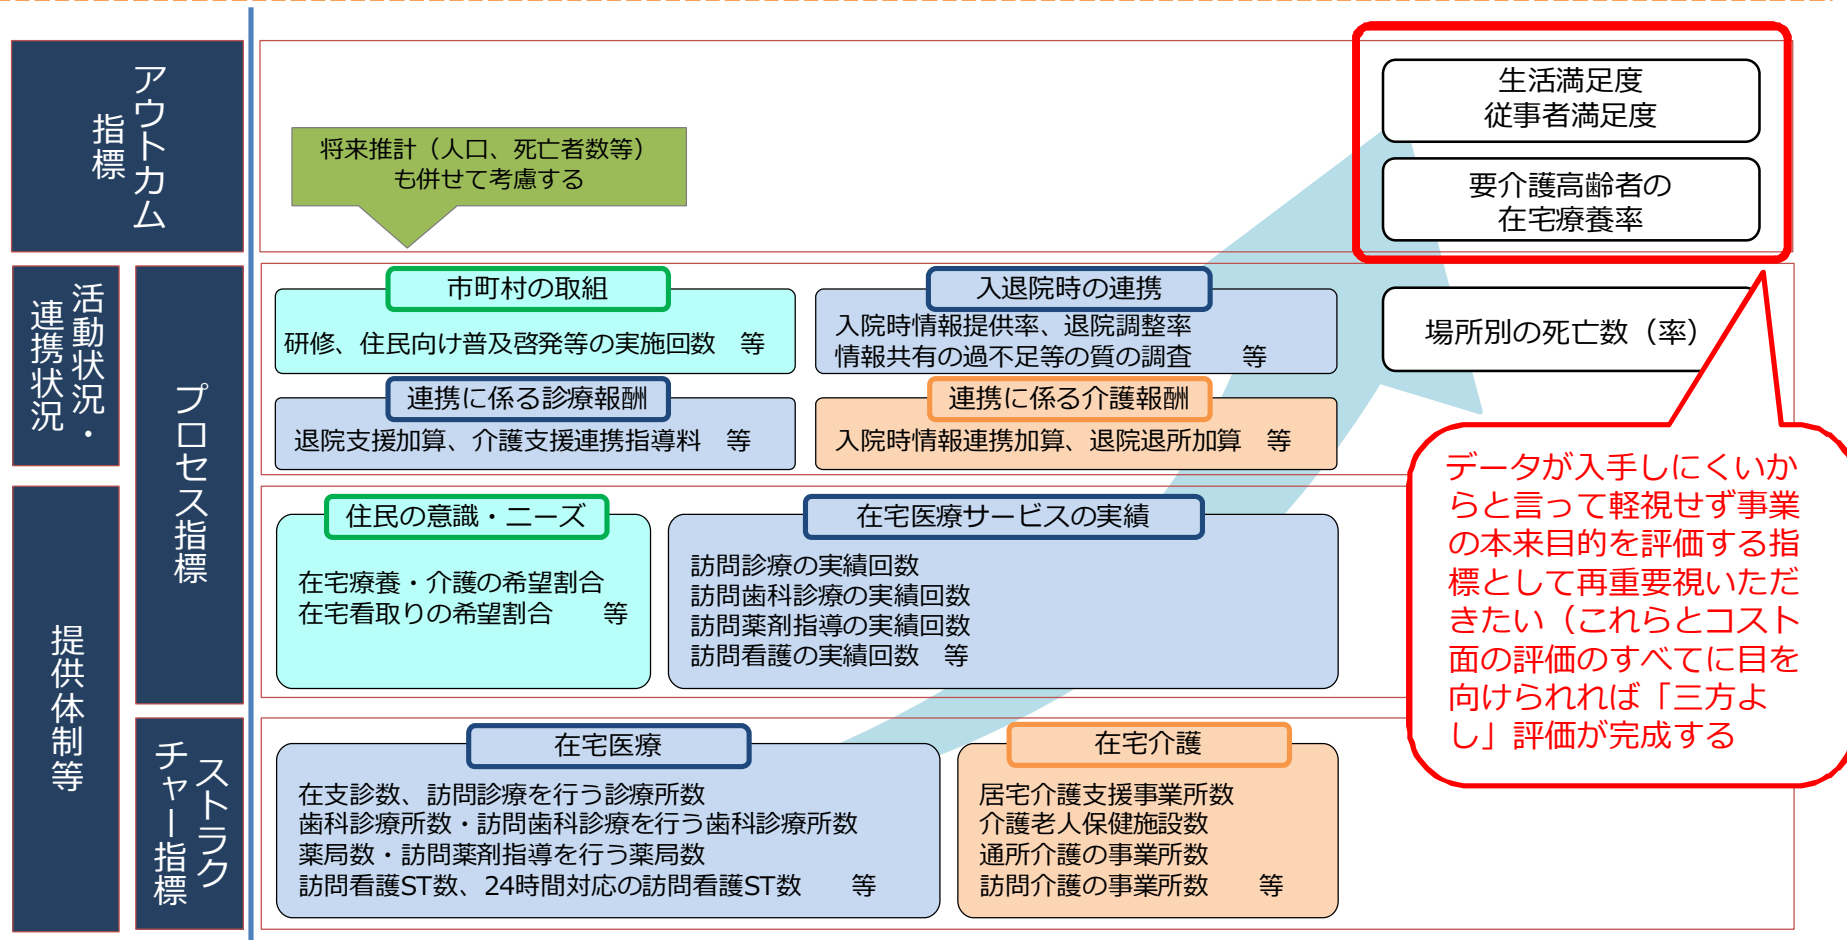 アウトカム
指標
将来推計（人口、死亡者数等）
も併せて考慮する
生活満足度
従事者満足度
要介護高齢者の
在宅療養率
活動状況・
連携状況
プロセス指標
市町村の取組
研修、住民向け普及啓発等の実施回数　等
入退院時の連携
入院時情報提供率、退院調整率
情報共有の過不足等の質の調査　　等
場所別の死亡数（率）
連携に係る診療報酬
退院支援加算、介護支援連携指導料　等
連携に係る介護報酬
入院時情報連携加算、退院退所加算　等
データが入手しにくいか
らと言って軽視せず事業
の本来目的を評価する指
標として再重要視いただ
きたい（これらとコスト
面の評価のすべてに目を
向けられれば「三方よ
し」評価が完成する
提供体制等
住民の意識・ニーズ
在宅療養・介護の希望割合
在宅看取りの希望割合　　等
在宅医療サービスの実績
訪問診療の実績回数
訪問歯科診療の実績回数
訪問薬剤指導の実績回数
訪問看護の実績回数　等
ストラク
チャー指標
在宅医療
在支診数、訪問診療を行う診療所数
歯科診療所数・訪問歯科診療を行う歯科診療所数
薬局数・訪問薬剤指導を行う薬局数
訪問看護ST数、24時間対応の訪問看護ST数　　等
在宅介護
居宅介護支援事業所数
介護老人保健施設数
通所介護の事業所数
訪問介護の事業所数　　等